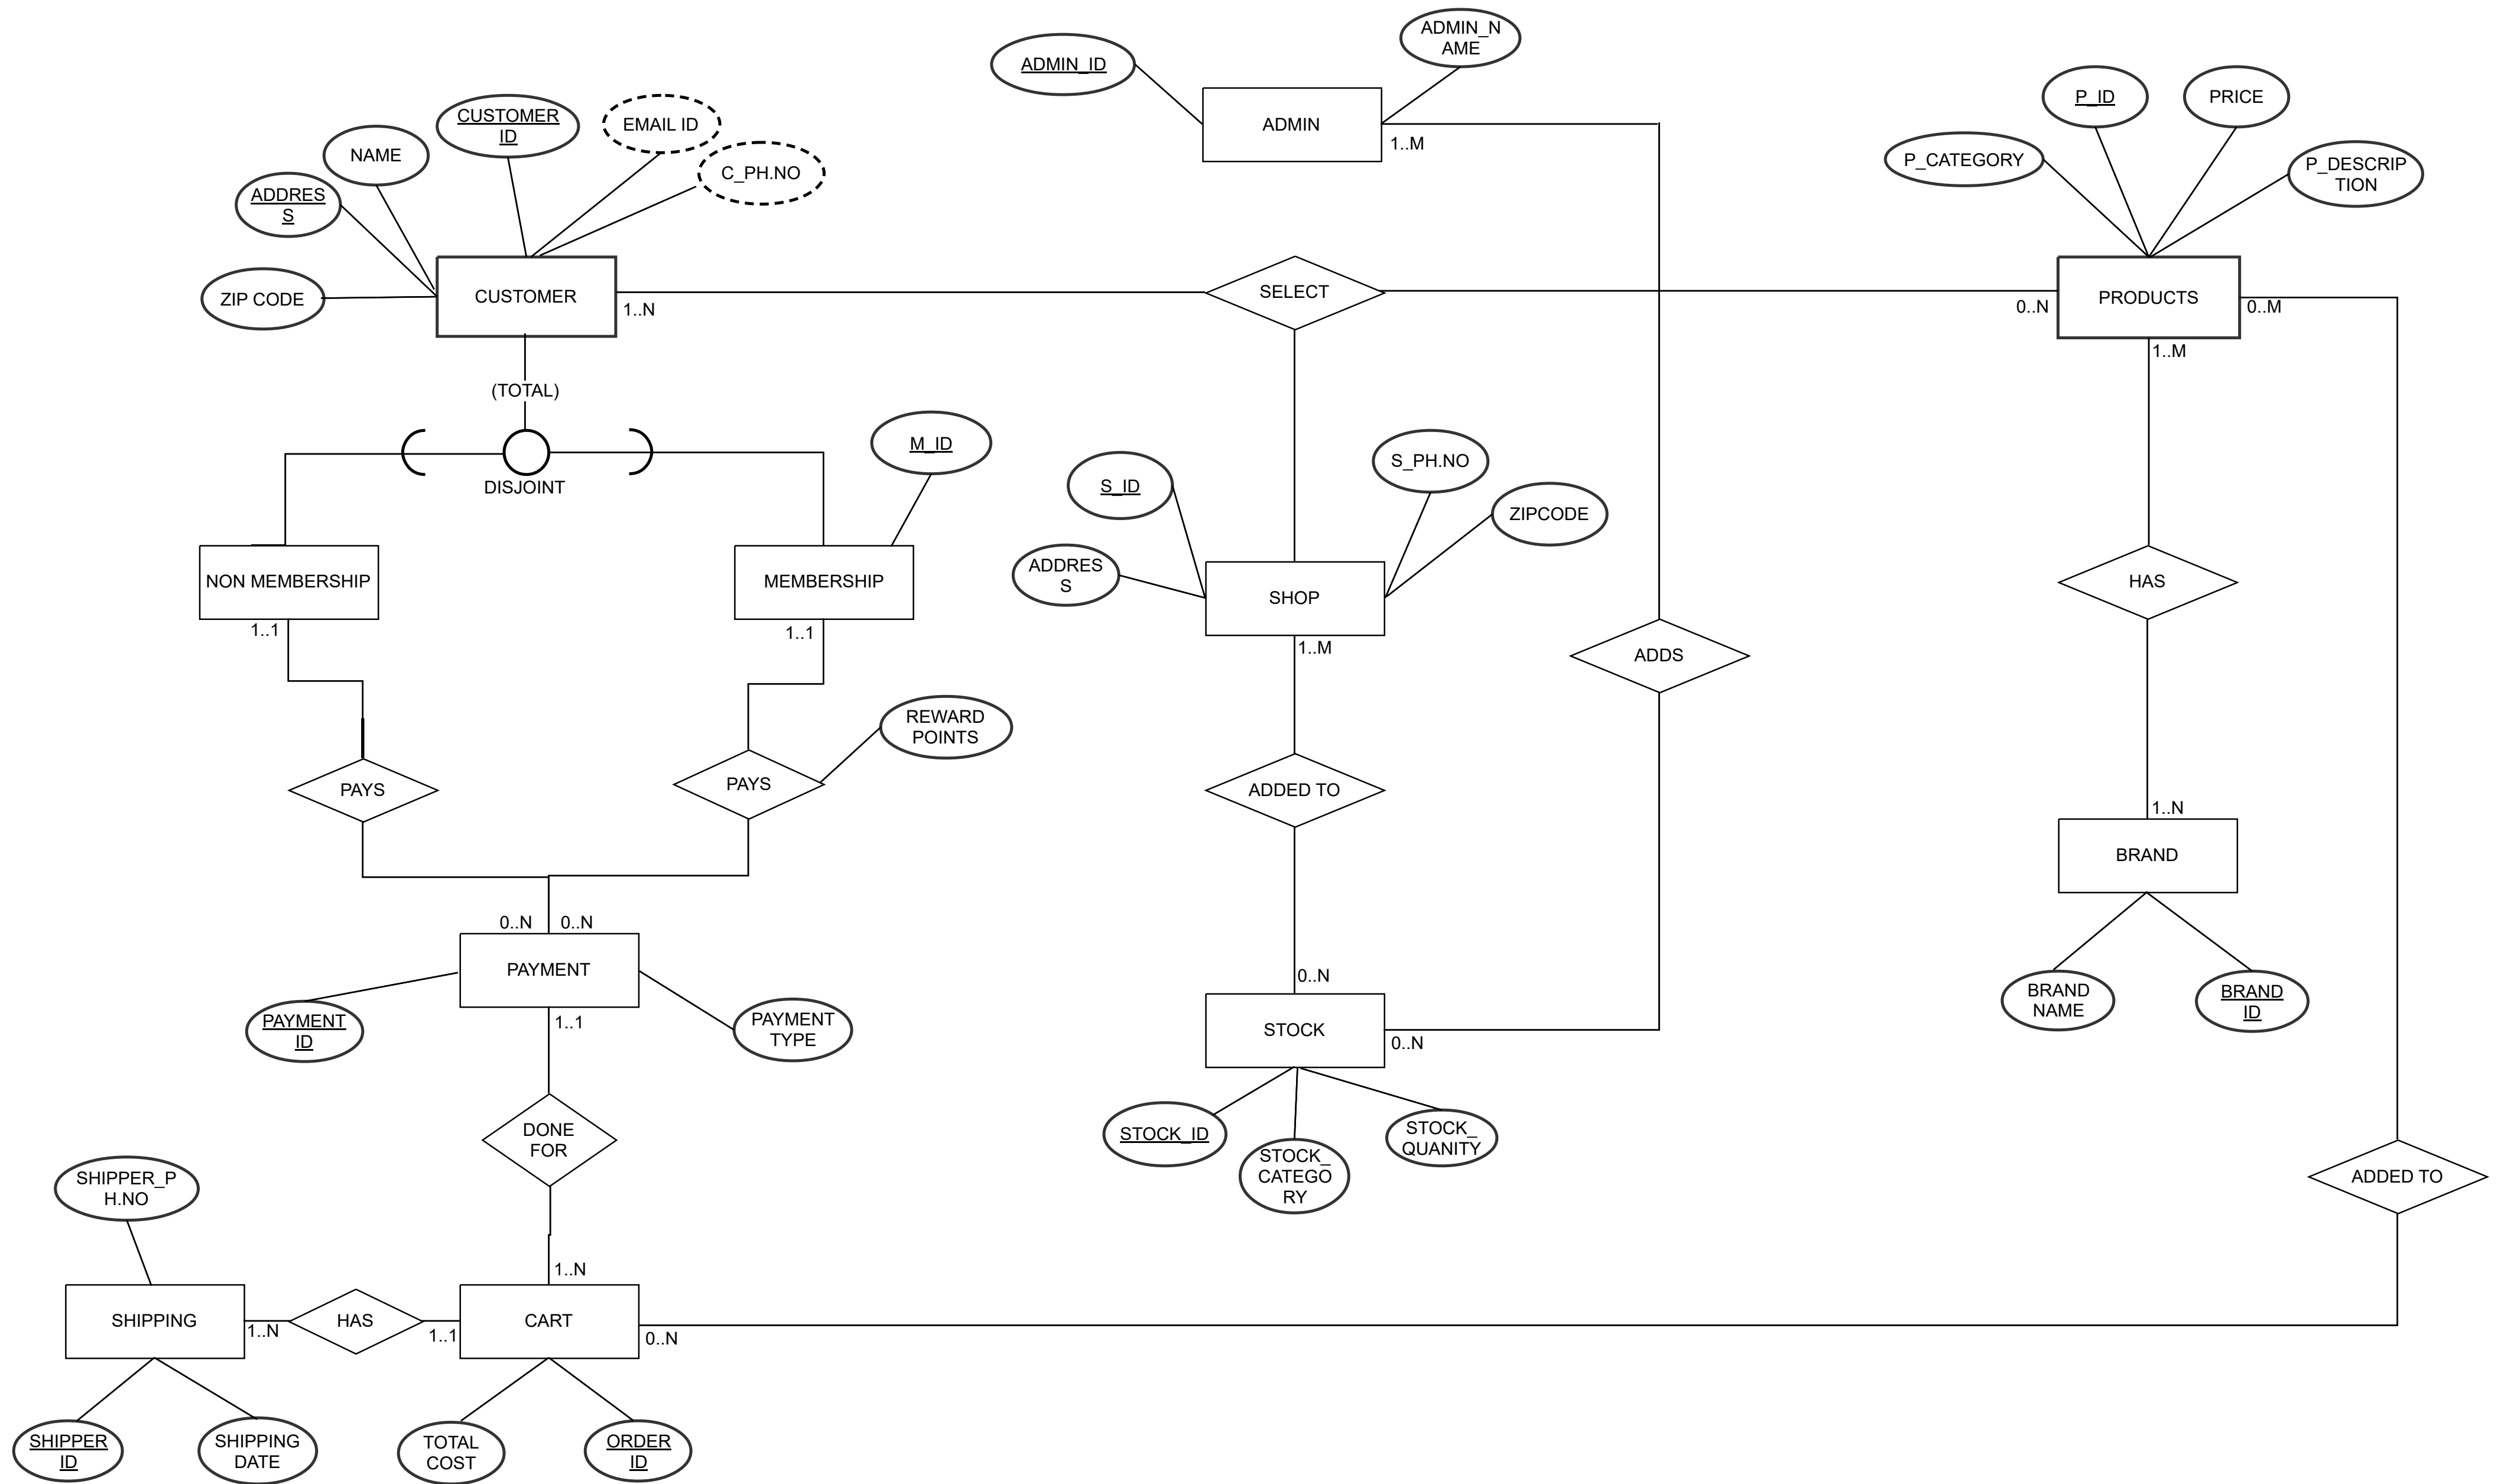 ADMIN_N
AME
ADMIN_ID
ADMIN
1..M
P_ID
PRICE
P_CATEGORY
P_DESCRIP
TION
CUSTOMER
ID
EMAIL ID
NAME
C_PH.NO
ADDRES
S
ZIP CODE
CUSTOMER
1..N
SELECT
0..N
PRODUCTS
0..M
1..M
(TOTAL)
DISJOINT
M_ID
S_ID
S_PH.NO
ZIPCODE
ADDRES
S
NON MEMBERSHIP
1..1
MEMBERSHIP
1..1
SHOP
1..M
HAS
ADDS
REWARD
POINTS
PAYS
PAYS
ADDED TO
1..N
BRAND
0..N
0..N
PAYMENT
1..1
PAYMENT
ID
PAYMENT
TYPE
0..N
STOCK
0..N
BRAND
NAME
BRAND
ID
DONE
FOR
STOCK_ID
STOCK_
CATEGO
RY
STOCK_
QUANITY
SHIPPER_P
H.NO
ADDED TO
1..N
SHIPPING
1..N
HAS
1..1
CART
0..N
SHIPPER
ID
SHIPPING
DATE
TOTAL
COST
ORDER
ID